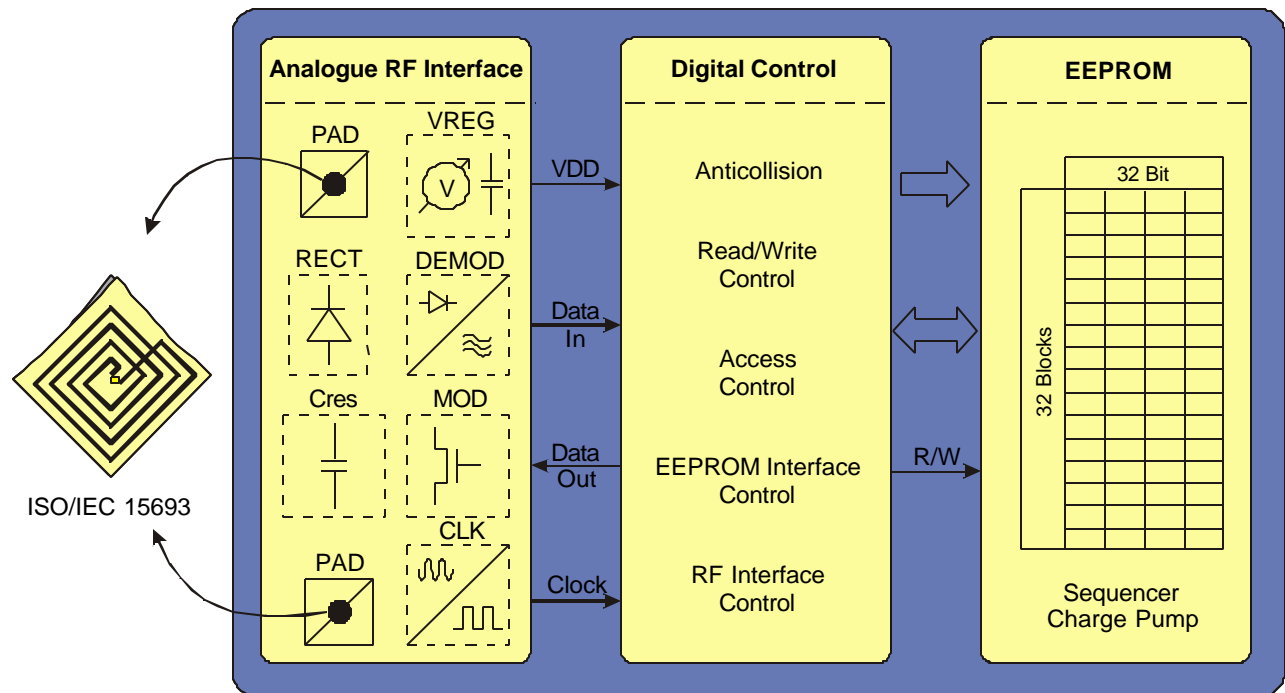 Analogue RF Interface
PAD
VREG
V
RECT
DEMOD
Cres
MOD
PAD
CLK
ISO/IEC 15693
VDD
Data
In
Data
Out
Clock
Digital Control
Anticollision
Read/Write
Control
Access
Control
EEPROM Interface
Control
RF Interface
Control
R/W
EEPROM
32 Bit
32 Blocks
Sequencer
Charge Pump